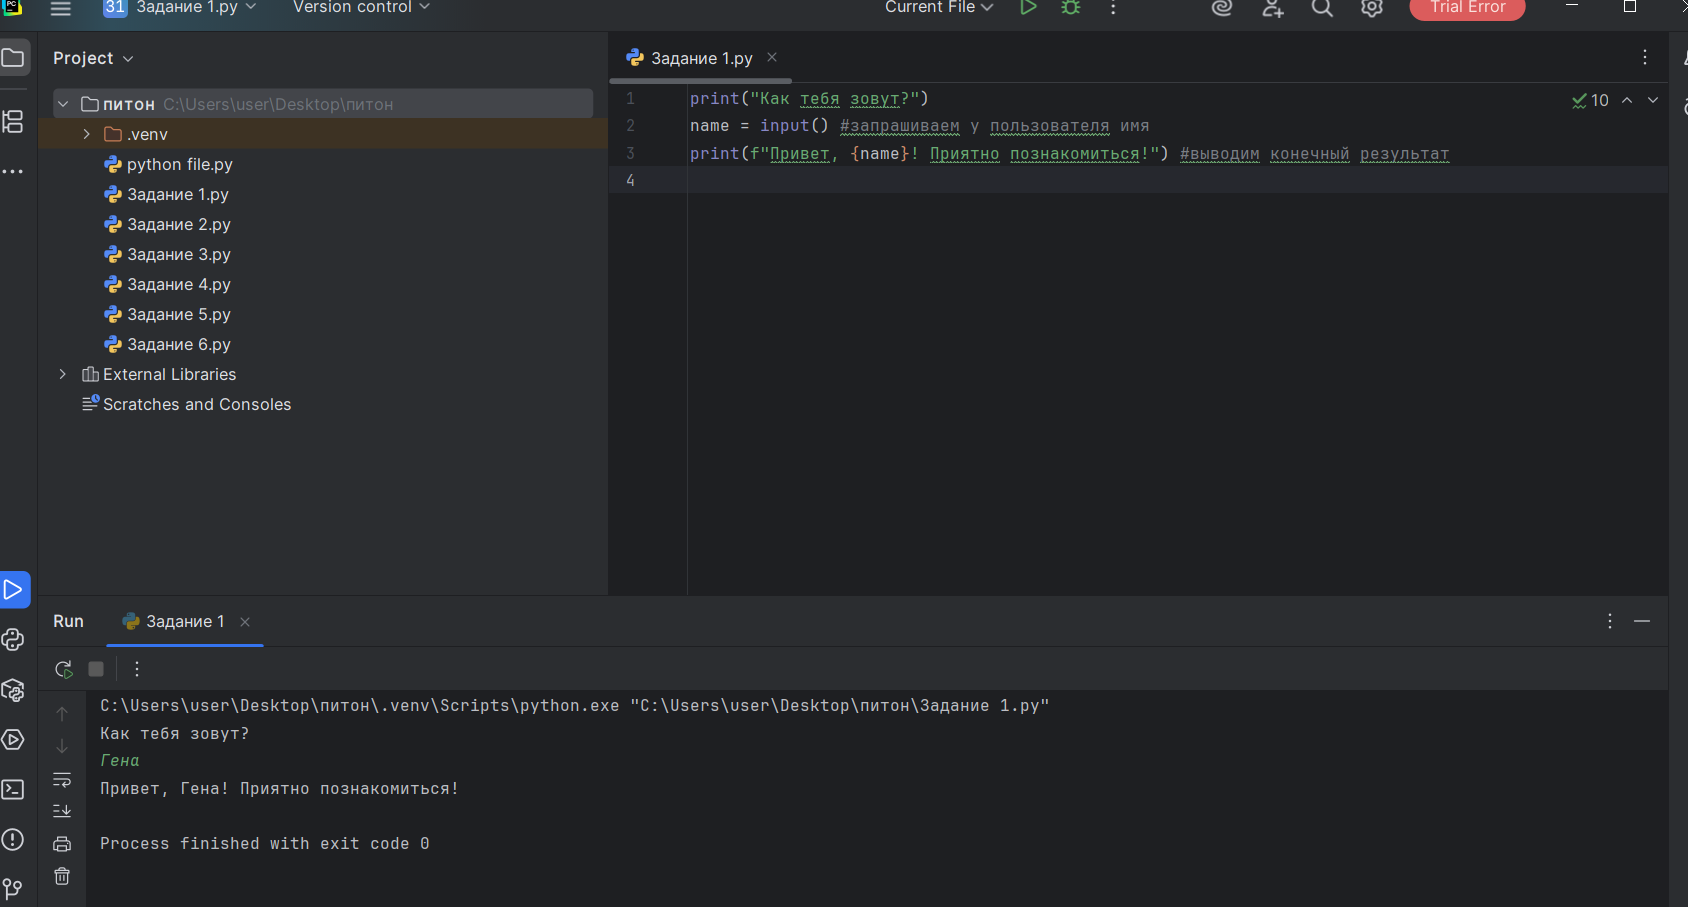 PC
31 Задание 1.py
Version control
Current File
Trial Error
Project
питон C:\Users\user\Desktop\питон
.venv
python file.py
Задание 1.py
Задание 2.py
Задание 3.py
Задание 4.py
Задание 5.py
Задание 6.py
External Libraries
Scratches and Consoles
Задание 1.py
10
1 print("Как тебя зовут?")
2 name = input() #запрашиваем у пользователя имя
3 print(f"Привет, {name}! Приятно познакомиться!") #выводим конечный результат
4
Run
Задание 1
C:\Users\user\Desktop\питон\.venv\Scripts\python.exe "C:\Users\user\Desktop\питон\Задание 1.py"
Как тебя зовут?
Гена
Привет, Гена! Приятно познакомиться!
Process finished with exit code 0